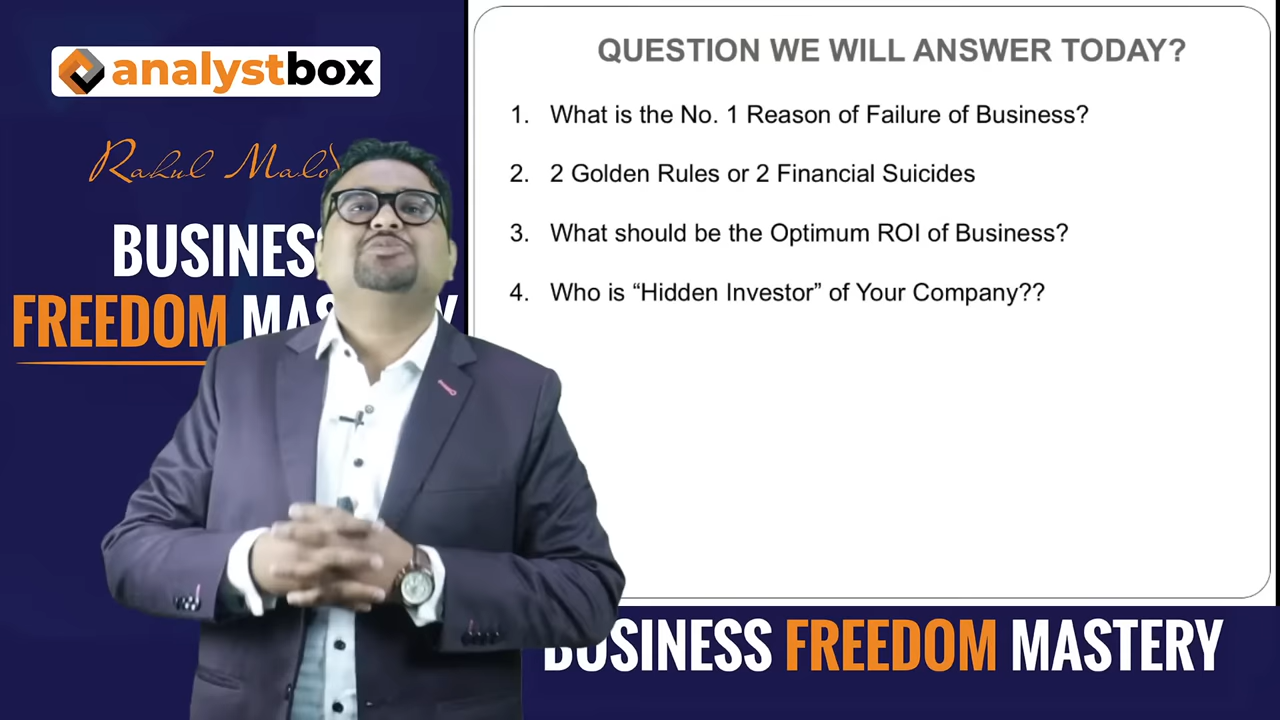 analystbox
Rahul
BUSINESS
FREEDOM
QUESTION WE WILL ANSWER TODAY?
1. What is the No. 1 Reason of Failure of Business?
2. 2 Golden Rules or 2 Financial Suicides
3. What should be the Optimum ROI of Business?
4. Who is “Hidden Investor” of Your Company??
BUSINESS FREEDOM MASTERY